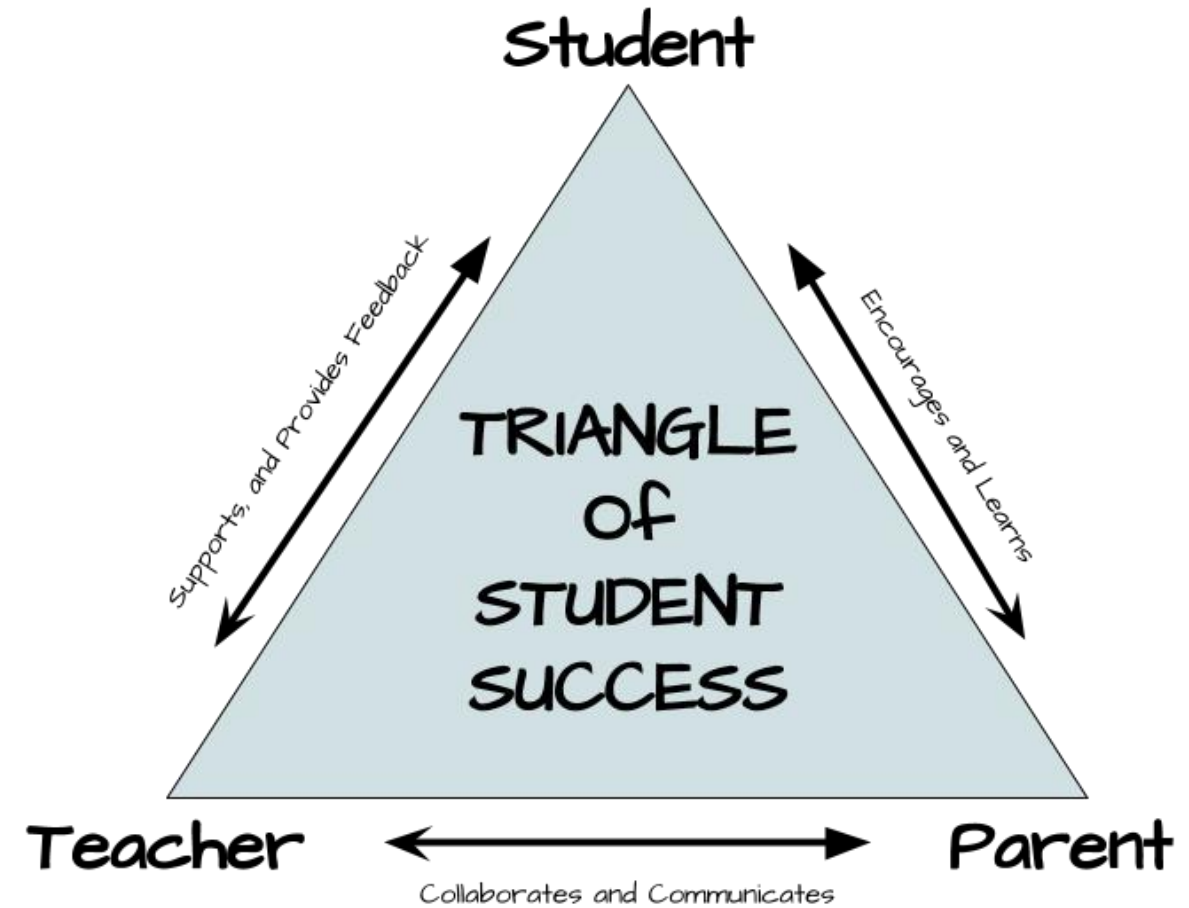 Student
Supports, and Provides Feedback
Encourages and Learns
TRIANGLE
of
STUDENT
SUCCESS
Teacher
Parent
Collaborates and Communicates